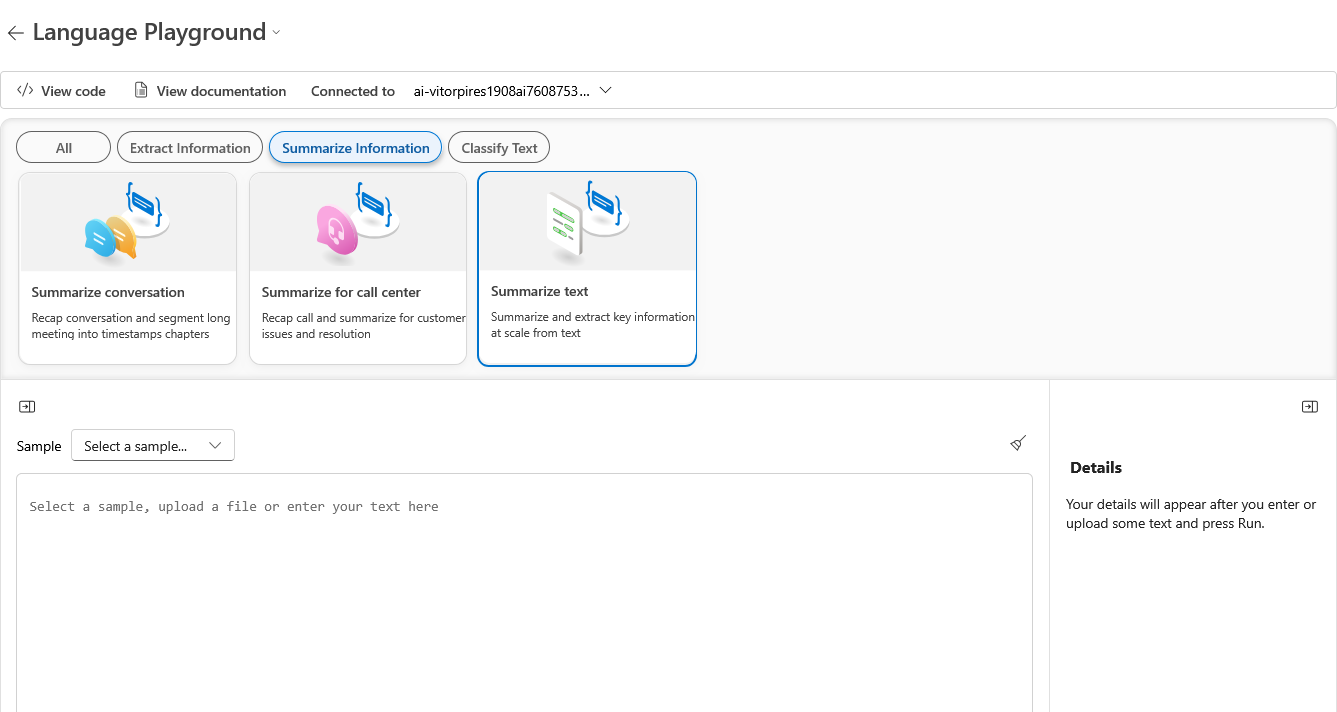 Language Playground
View code
View documentation
Connected to
ai-vitorpires1908ai7608753...
All
Extract Information
Summarize Information
Classify Text
Summarize conversation
Recap conversation and segment long
meeting into timestamps chapters
Summarize for call center
Recap call and summarize for customer
issues and resolution
Summarize text
Summarize and extract key information
at scale from text
Sample
Select a sample...
Select a sample, upload a file or enter your text here
Details
Your details will appear after you enter or
upload some text and press Run.